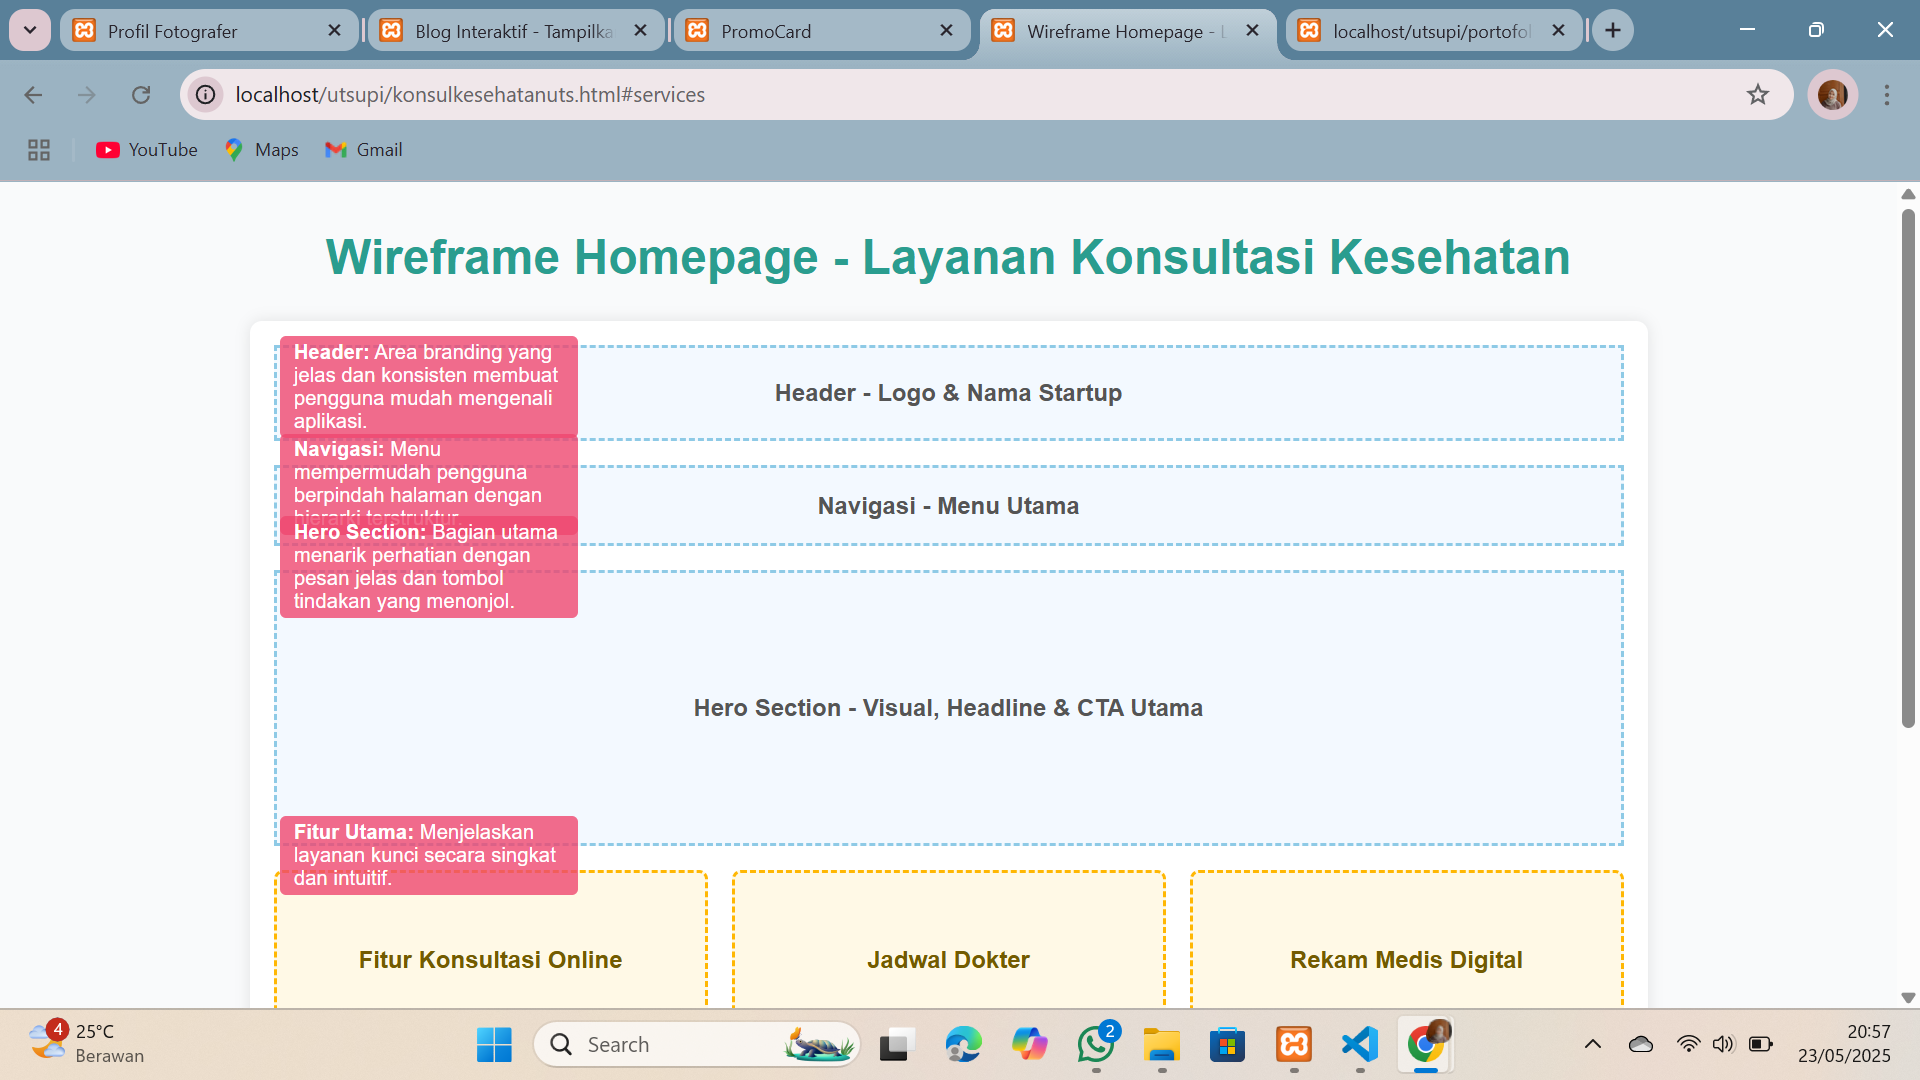 Profil Fotografer
Blog Interaktif - Tampilka
PromoCard
Wireframe Homepage - L
localhost/utsupi/portofol
localhost/utsupi/konsulkesehatanuts.html#services
YouTube
Maps
Gmail
Wireframe Homepage - Layanan Konsultasi Kesehatan
Header: Area branding yang
jelas dan konsisten membuat
pengguna mudah mengenali
aplikasi.
Header - Logo & Nama Startup
Navigasi: Menu
mempermudah pengguna
berpindah halaman dengan
hierarki terstruktur.
Navigasi - Menu Utama
Hero Section: Bagian utama
menarik perhatian dengan
pesan jelas dan tombol
tindakan yang menonjol.
Hero Section - Visual, Headline & CTA Utama
Fitur Utama: Menjelaskan
layanan kunci secara singkat
dan intuitif.
Fitur Konsultasi Online
Jadwal Dokter
Rekam Medis Digital
4
25°C
Berawan
Search
2
20:57
23/05/2025